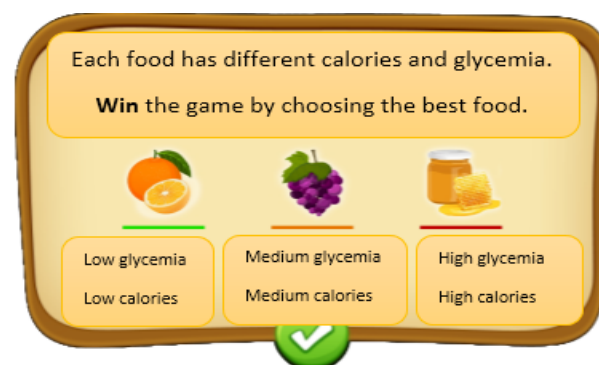 Each food has different calories and glycemia.
Win the game by choosing the best food.
Low glycemia
Low calories
Medium glycemia
Medium calories
High glycemia
High calories